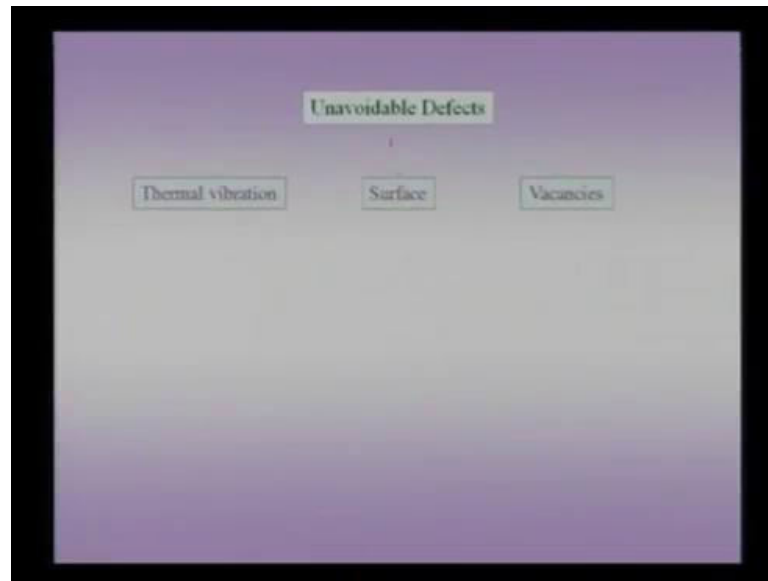 Unavoidable Defects
Thermal vibration
Surface
Vacancies